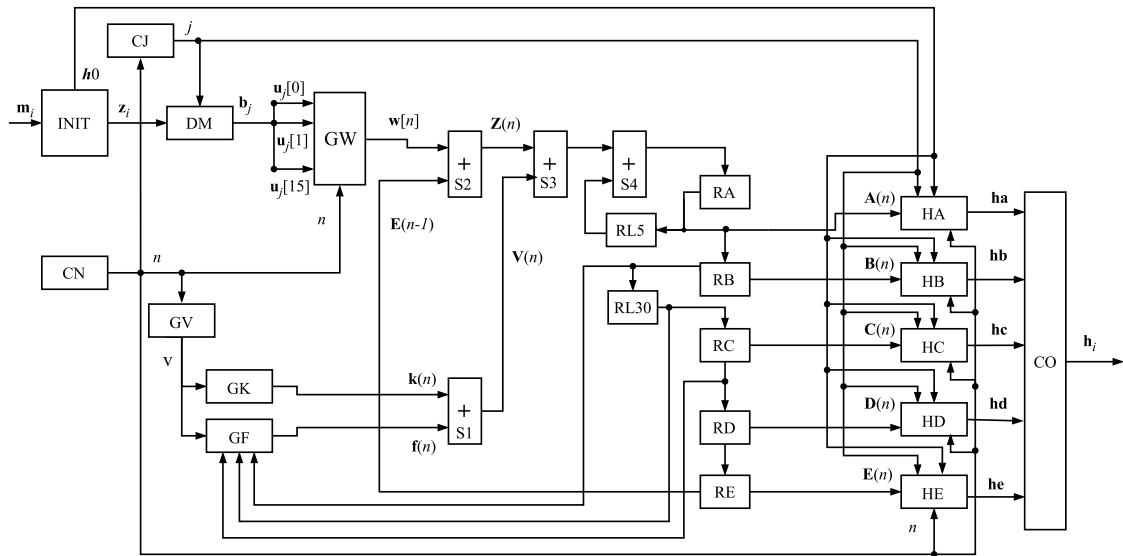 CJ
j
h0
m_i
INIT
z_i
DM
b_j
u_j[0]
u_j[1]
u_j[15]
GW
w[n]
n
+
S2
Z(n)
+
S3
+
S4
RA
RL5
E(n-1)
V(n)
CN
n
GV
v
GK
k(n)
GF
f(n)
+
S1
RB
RL30
RC
RD
RE
A(n)
HA
ha
B(n)
HB
hb
C(n)
HC
hc
D(n)
HD
hd
E(n)
HE
he
n
CO
h_i